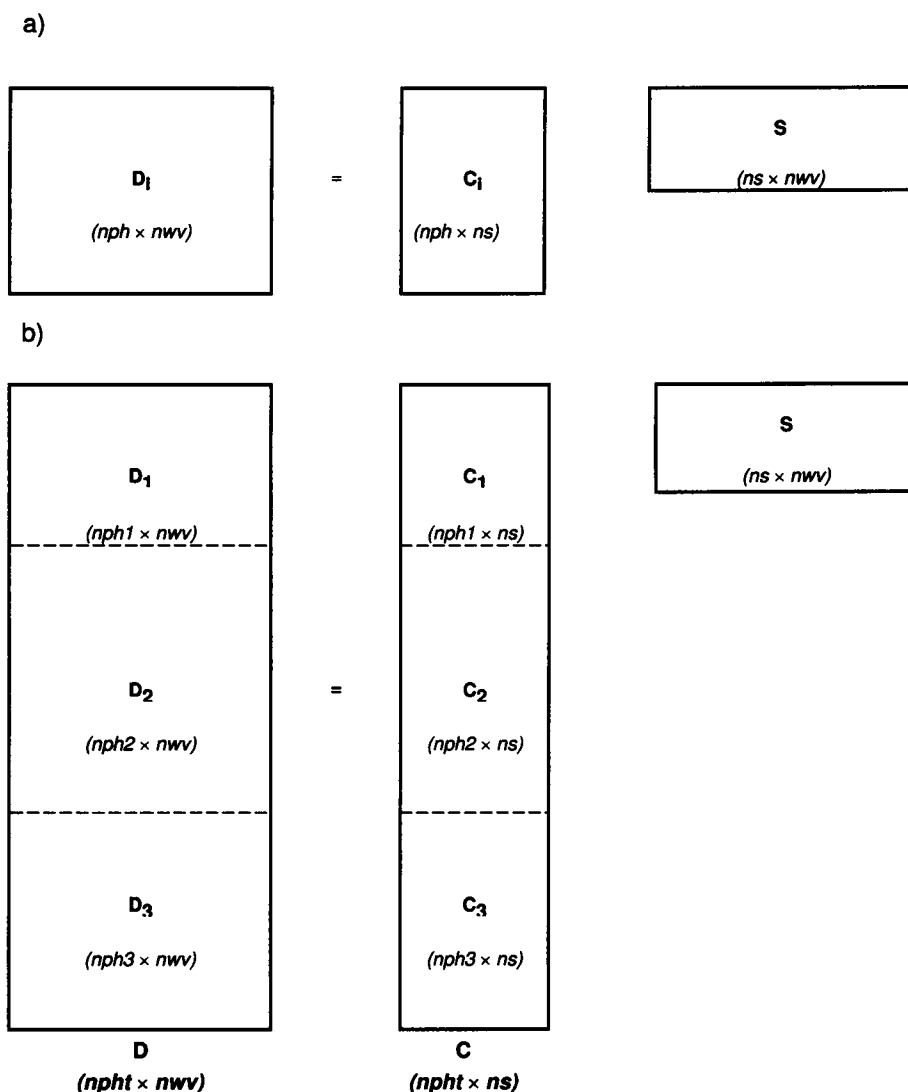 a)
Di = Ci S
(nph × nwv) (nph × ns) (ns × nwv)
b)
D1 C1 S
(nph1 × nwv) (nph1 × ns) (ns × nwv)
D2 = C2
(nph2 × nwv) (nph2 × ns)
D3 C3
(nph3 × nwv) (nph3 × ns)
D C
(npht × nwv) (npht × ns)